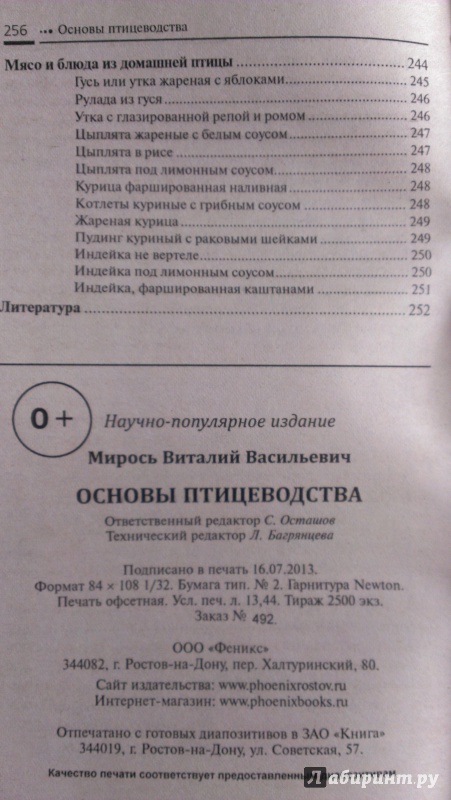 256 ••• Основы птицеводства
Мясо и блюда из домашней птицы 244
Гусь или утка жареная с яблоками 245
Рулада из гуся 246
Утка с глазированной репой и ромом 246
Цыплята жареные с белым соусом 247
Цыплята в рисе 247
Цыплята под лимонным соусом 248
Курица фаршированная наливная 248
Котлеты куриные с грибным соусом 248
Жареная курица 249
Пудинг куриный с раковыми шейками 249
Индейка не вертеле 250
Индейка под лимонным соусом 250
Индейка, фаршированная каштанами 251
Литература 252
0+ Научно-популярное издание
Мирось Виталий Васильевич
ОСНОВЫ ПТИЦЕВОДСТВА
Ответственный редактор С. Осташов
Технический редактор Л. Багрянцева
Подписано в печать 16.07.2013.
Формат 84 × 108 1/32. Бумага тип. № 2. Гарнитура Newton.
Печать офсетная. Усл. печ. л. 13,44. Тираж 2500 экз.
Заказ № 492.
ООО «Феникс»
344082, г. Ростов-на-Дону, пер. Халтуринский, 80.
Сайт издательства: www.phoenixrostov.ru
Интернет-магазин: www.phoenixbooks.ru
Отпечатано с готовых диапозитивов в ЗАО «Книга»
344019, г. Ростов-на-Дону, ул. Советская, 57.
Качество печати соответствует предоставленным
Лабиринт.ру